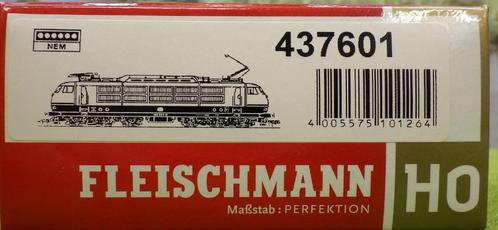 NEM
437601
4 005575 101264
FLEISCHMANN
HO
Maßstab: PERFEKTION